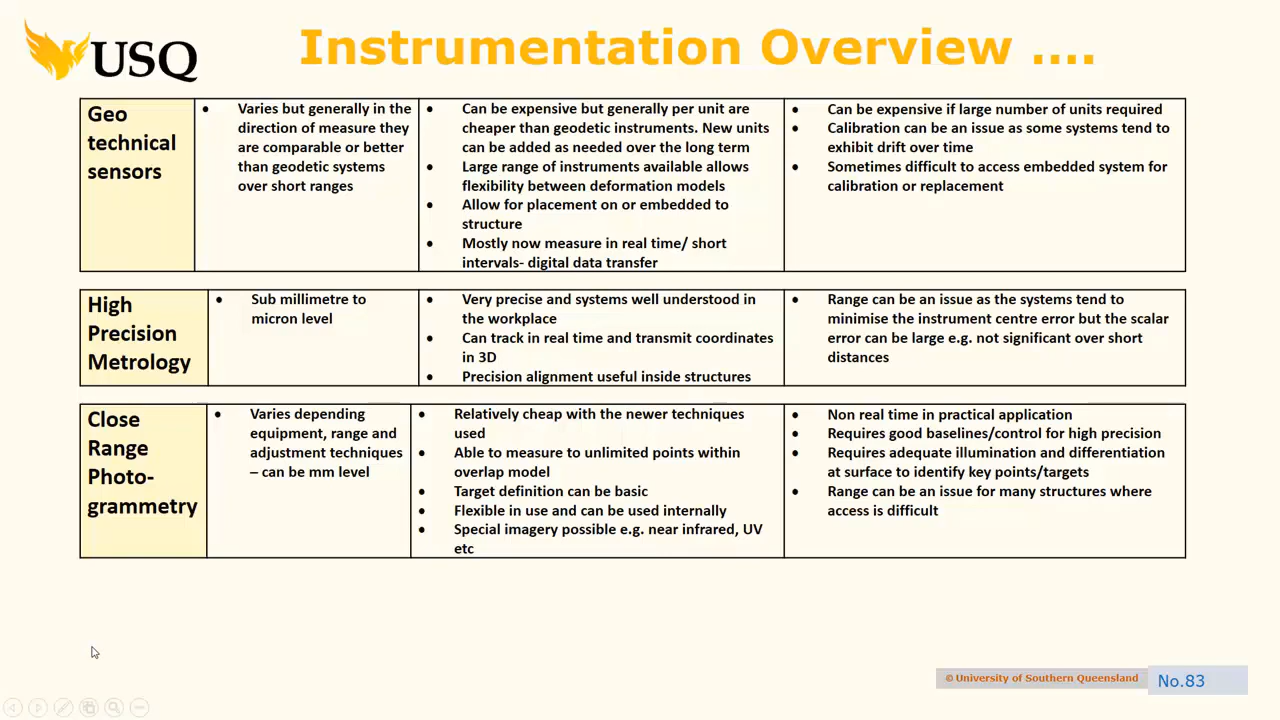 USQ
Instrumentation Overview ....
Geo
technical
sensors
• Varies but generally in the
direction of measure they
are comparable or better
than geodetic systems
over short ranges
• Can be expensive but generally per unit are
cheaper than geodetic instruments. New units
can be added as needed over the long term
• Large range of instruments available allows
flexibility between deformation models
• Allow for placement on or embedded to
structure
• Mostly now measure in real time/ short
intervals- digital data transfer
• Can be expensive if large number of units required
• Calibration can be an issue as some systems tend to
exhibit drift over time
• Sometimes difficult to access embedded system for
calibration or replacement
High
Precision
Metrology
• Sub millimetre to
micron level
• Very precise and systems well understood in
the workplace
• Can track in real time and transmit coordinates
in 3D
• Precision alignment useful inside structures
• Range can be an issue as the systems tend to
minimise the instrument centre error but the scalar
error can be large e.g. not significant over short
distances
Close
Range
Photo-
grammetry
• Varies depending
equipment, range and
adjustment techniques
– can be mm level
• Relatively cheap with the newer techniques
used
• Able to measure to unlimited points within
overlap model
• Target definition can be basic
• Flexible in use and can be used internally
• Special imagery possible e.g. near infrared, UV
etc
• Non real time in practical application
• Requires good baselines/control for high precision
• Requires adequate illumination and differentiation
at surface to identify key points/targets
• Range can be an issue for many structures where
access is difficult
© University of Southern Queensland
No.83